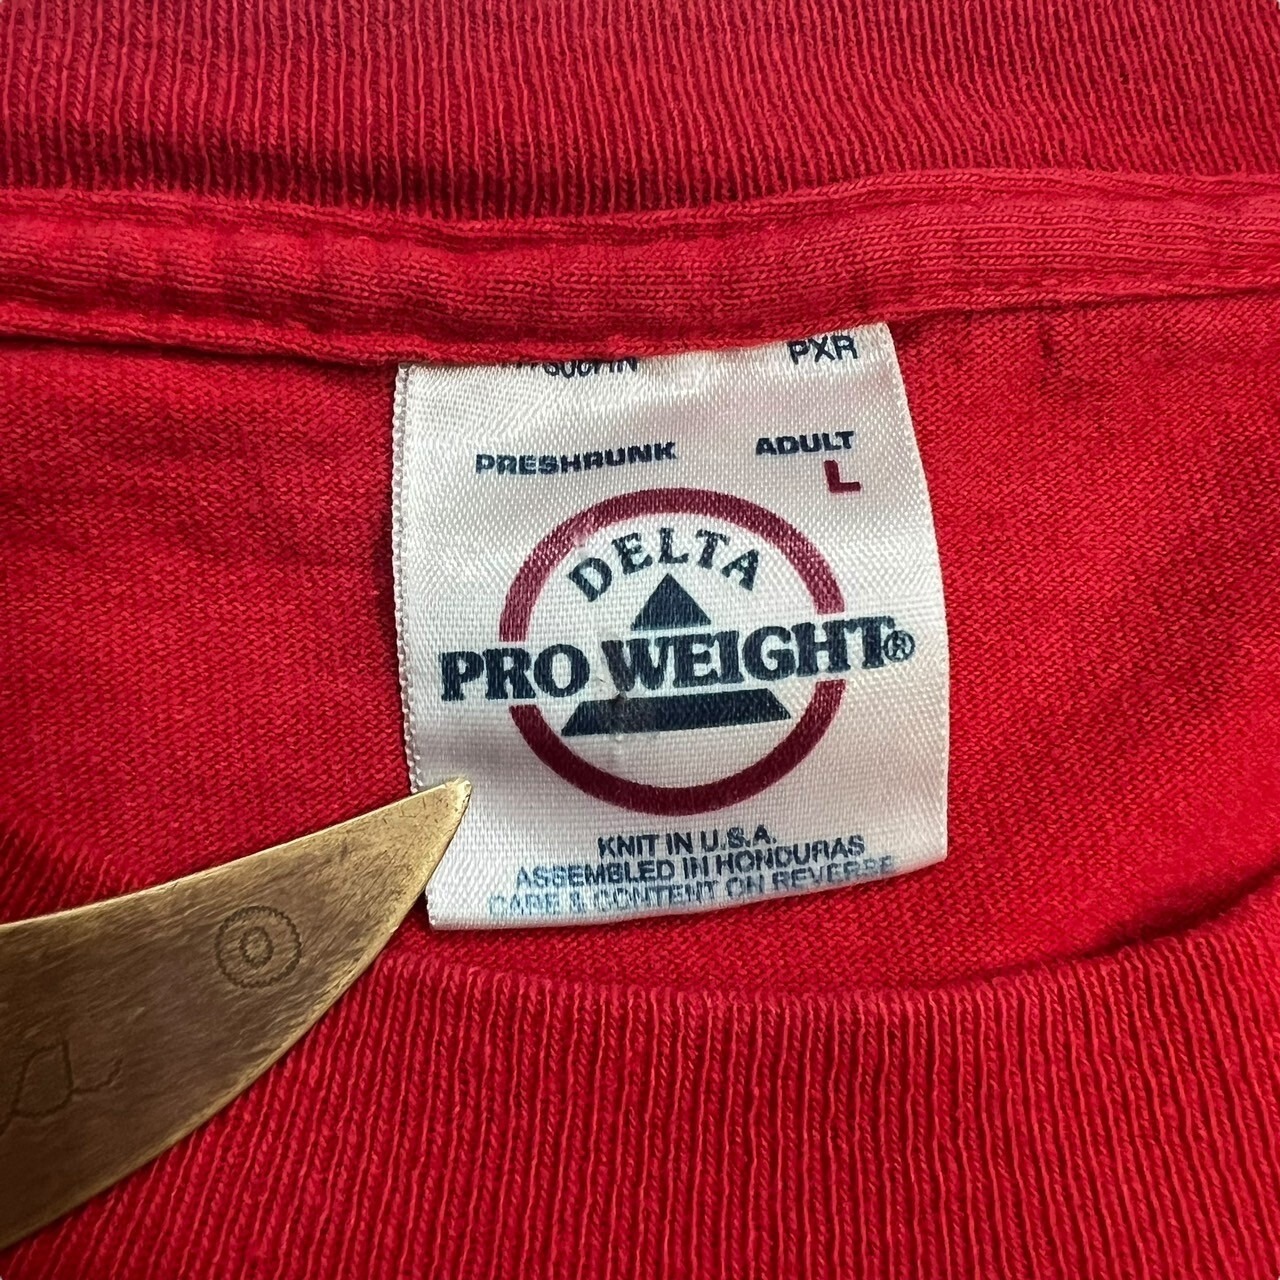 PXR
PRESHRUNK ADULT
L
DELTA
PRO WEIGHT®
KNIT IN U.S.A.
ASSEMBLED IN HONDURAS
CARE & CONTENT ON REVERSE